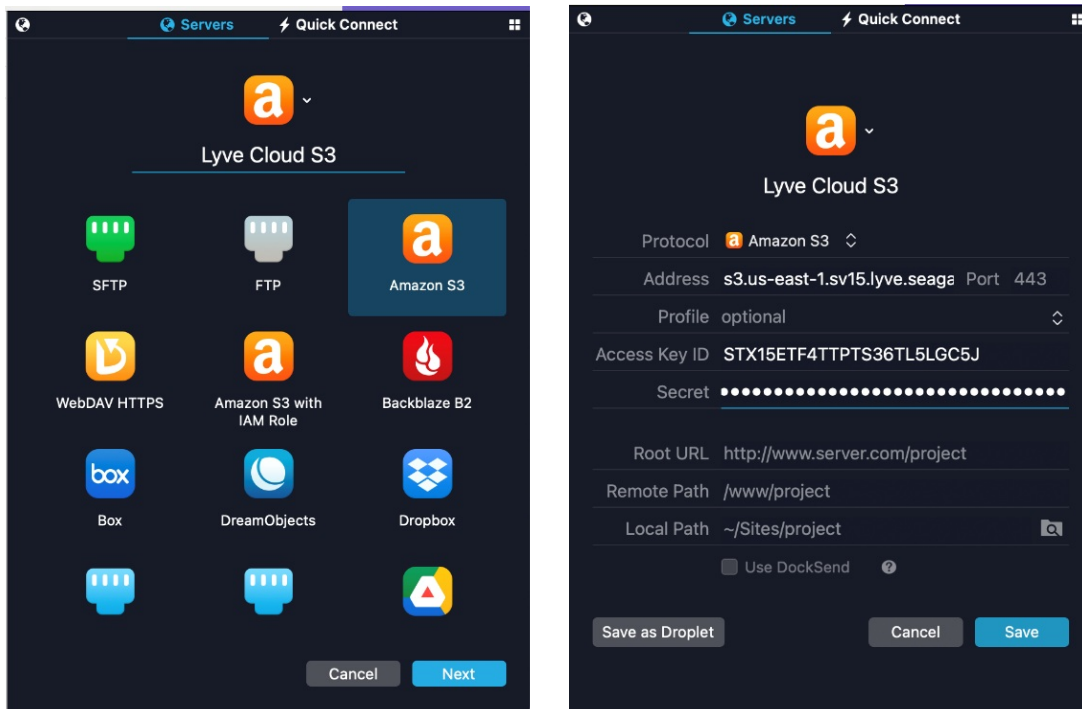 Servers
Quick Connect
Lyve Cloud S3
SFTP
FTP
Amazon S3
WebDAV HTTPS
Amazon S3 with
IAM Role
Backblaze B2
box
Box
DreamObjects
Dropbox
Cancel
Next
Servers
Quick Connect
Lyve Cloud S3
Protocol Amazon S3
Address s3.us-east-1.sv15.lyve.seaga Port 443
Profile optional
Access Key ID STX15ETF4TTPTS36TL5LGC5J
Secret ●●●●●●●●●●●●●●●●●●●●●●●●●●●●●●●●
Root URL http://www.server.com/project
Remote Path /www/project
Local Path ~/Sites/project
Use DockSend ?
Save as Droplet
Cancel
Save